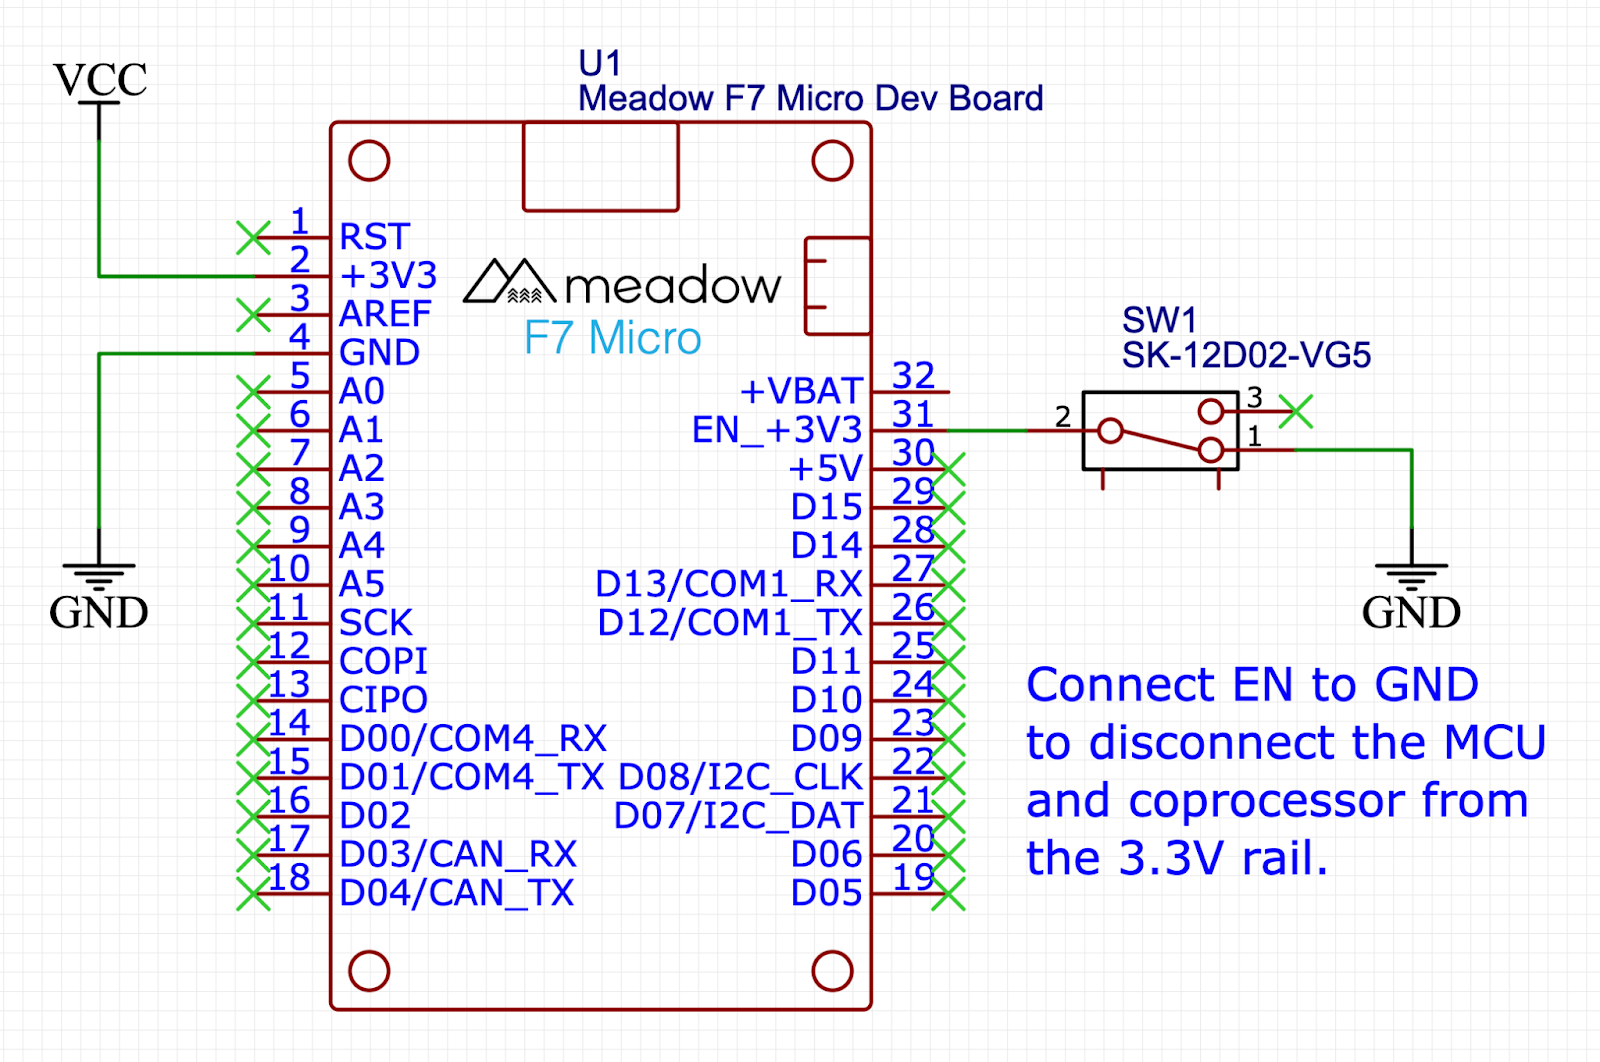 VCC
U1
Meadow F7 Micro Dev Board
meadow
F7 Micro
1 RST
2 +3V3
3 AREF
4 GND
5 A0
6 A1
7 A2
8 A3
9 A4
10 A5
11 SCK
12 COPI
13 CIPO
14 D00/COM4_RX
15 D01/COM4_TX
16 D02
17 D03/CAN_RX
18 D04/CAN_TX
+VBAT 32
EN_+3V3 31
+5V 30
D15 29
D14 28
D13/COM1_RX 27
D12/COM1_TX 26
D11 25
D10 24
D09 23
D08/I2C_CLK 22
D07/I2C_DAT 21
D06 20
D05 19
GND
SW1
SK-12D02-VG5
2
3
1
GND
Connect EN to GND
to disconnect the MCU
and coprocessor from
the 3.3V rail.